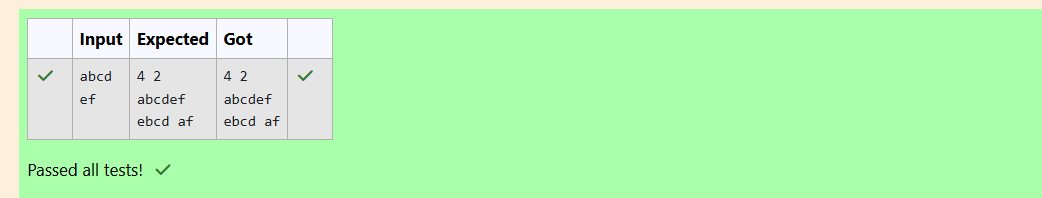 Input Expected Got
abcd 4 2 4 2
ef abcdef abcdef
ebcd af ebcd af
Passed all tests!